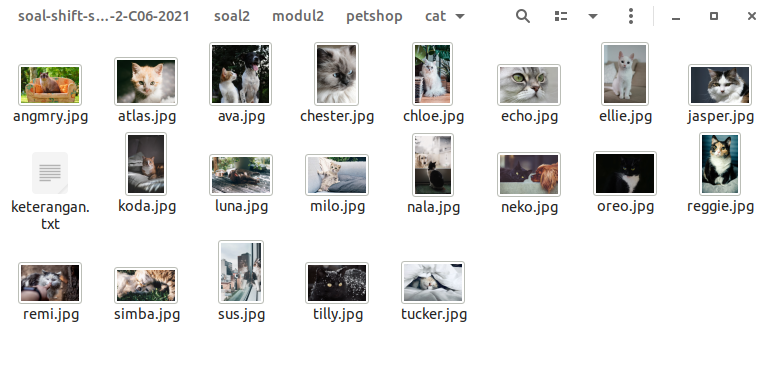 soal-shift-s…-2-C06-2021 soal2 modul2 petshop cat
angmry.jpg atlas.jpg ava.jpg chester.jpg chloe.jpg echo.jpg ellie.jpg jasper.jpg
keterangan.txt koda.jpg luna.jpg milo.jpg nala.jpg neko.jpg oreo.jpg reggie.jpg
remi.jpg simba.jpg sus.jpg tilly.jpg tucker.jpg